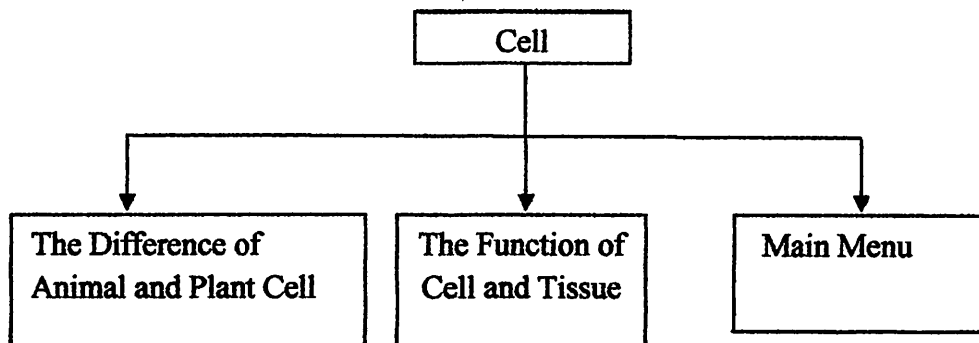 Cell
The Difference of
Animal and Plant Cell
The Function of
Cell and Tissue
Main Menu